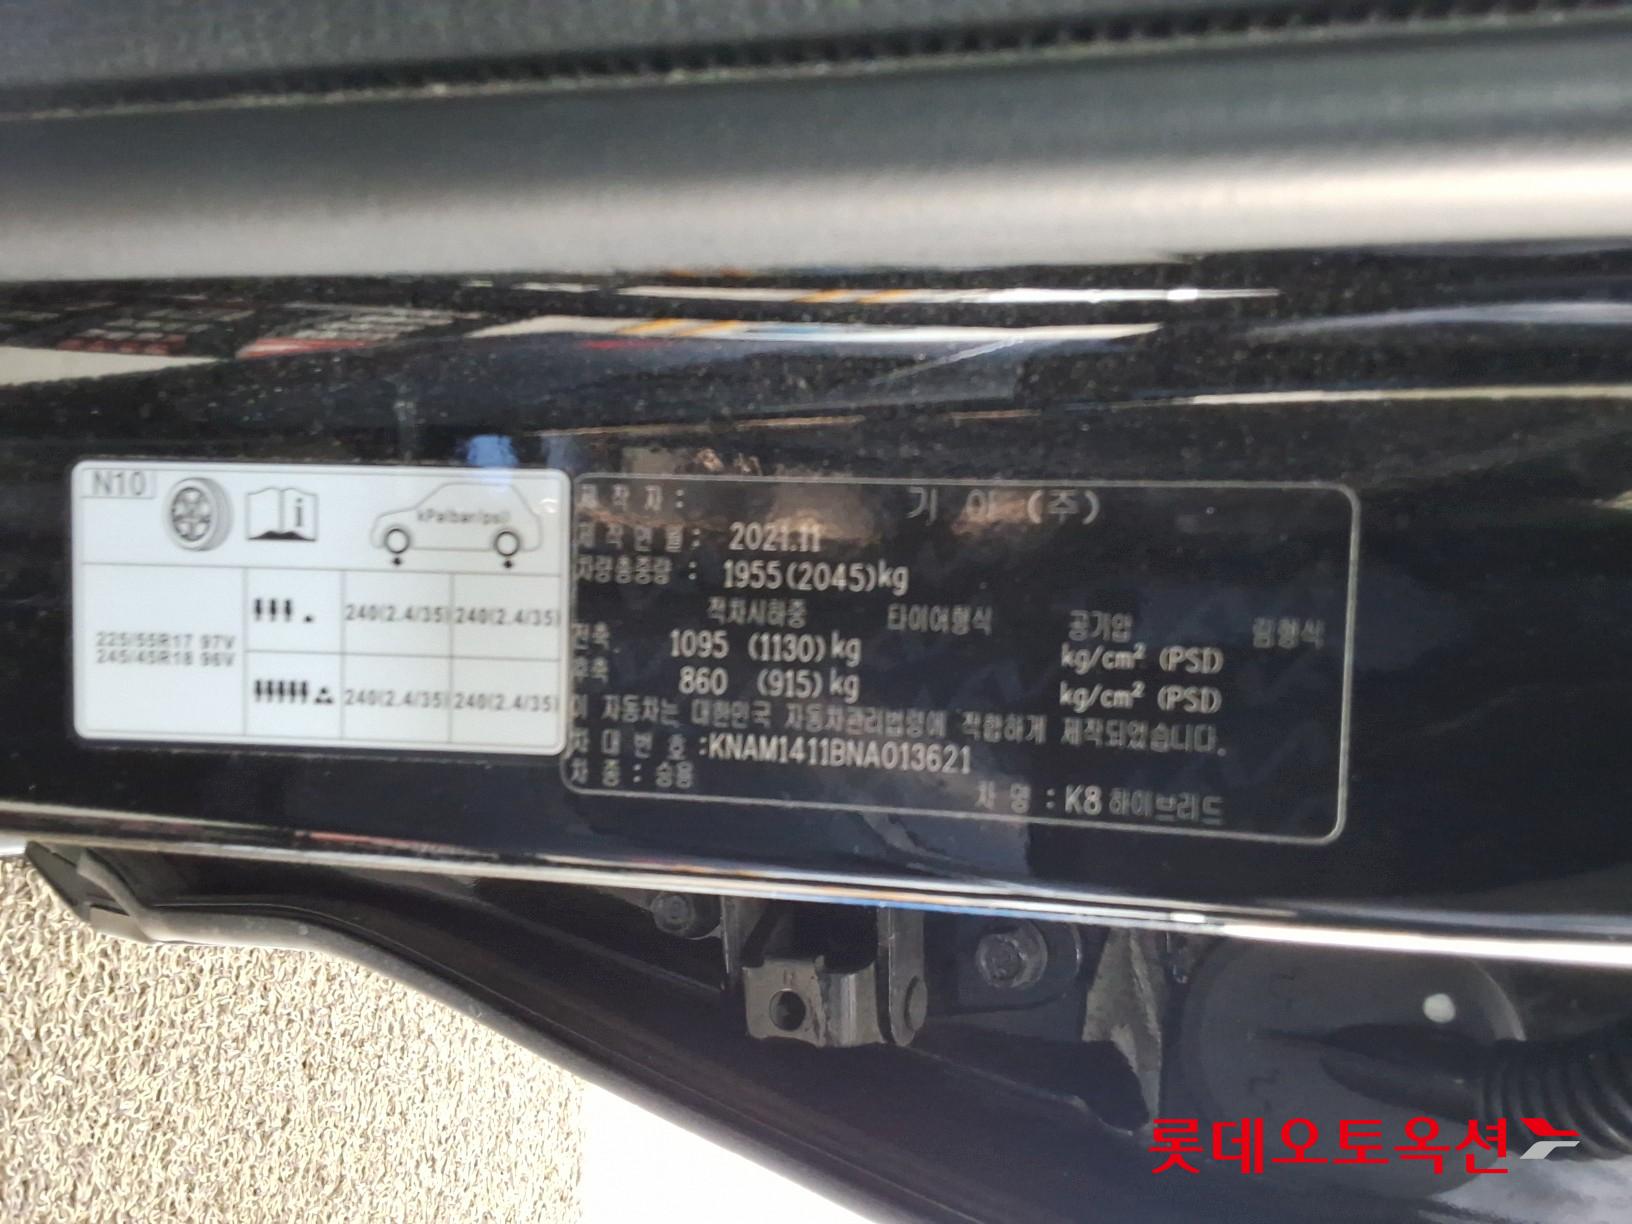 N10
kPa(bar/psi)
225/55R17 97V
245/45R18 96V
240(2.4/35) 240(2.4/35)
240(2.4/35) 240(2.4/35)
제 작 자 : 기 아 (주)
제 작 연 월 : 2021.11
차량총중량 : 1955(2045)kg
적차시하중 타이어형식 공기압 림형식
전축. 1095 (1130)kg kg/cm² (PSI)
후축 860 (915)kg kg/cm² (PSI)
이 자동차는 대한민국 자동차관리법령에 적합하게 제작되었습니다.
차 대 번 호 :KNAM1411BNA013621
차 종 : 승용 차 명 : K8 하이브리드
롯데오토옥션